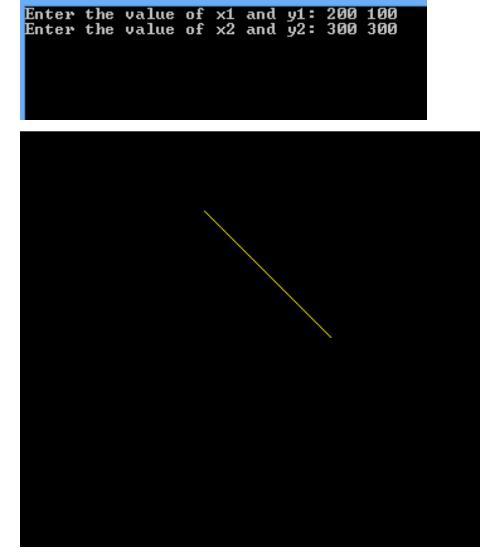 Enter the value of x1 and y1: 200 100
Enter the value of x2 and y2: 300 300